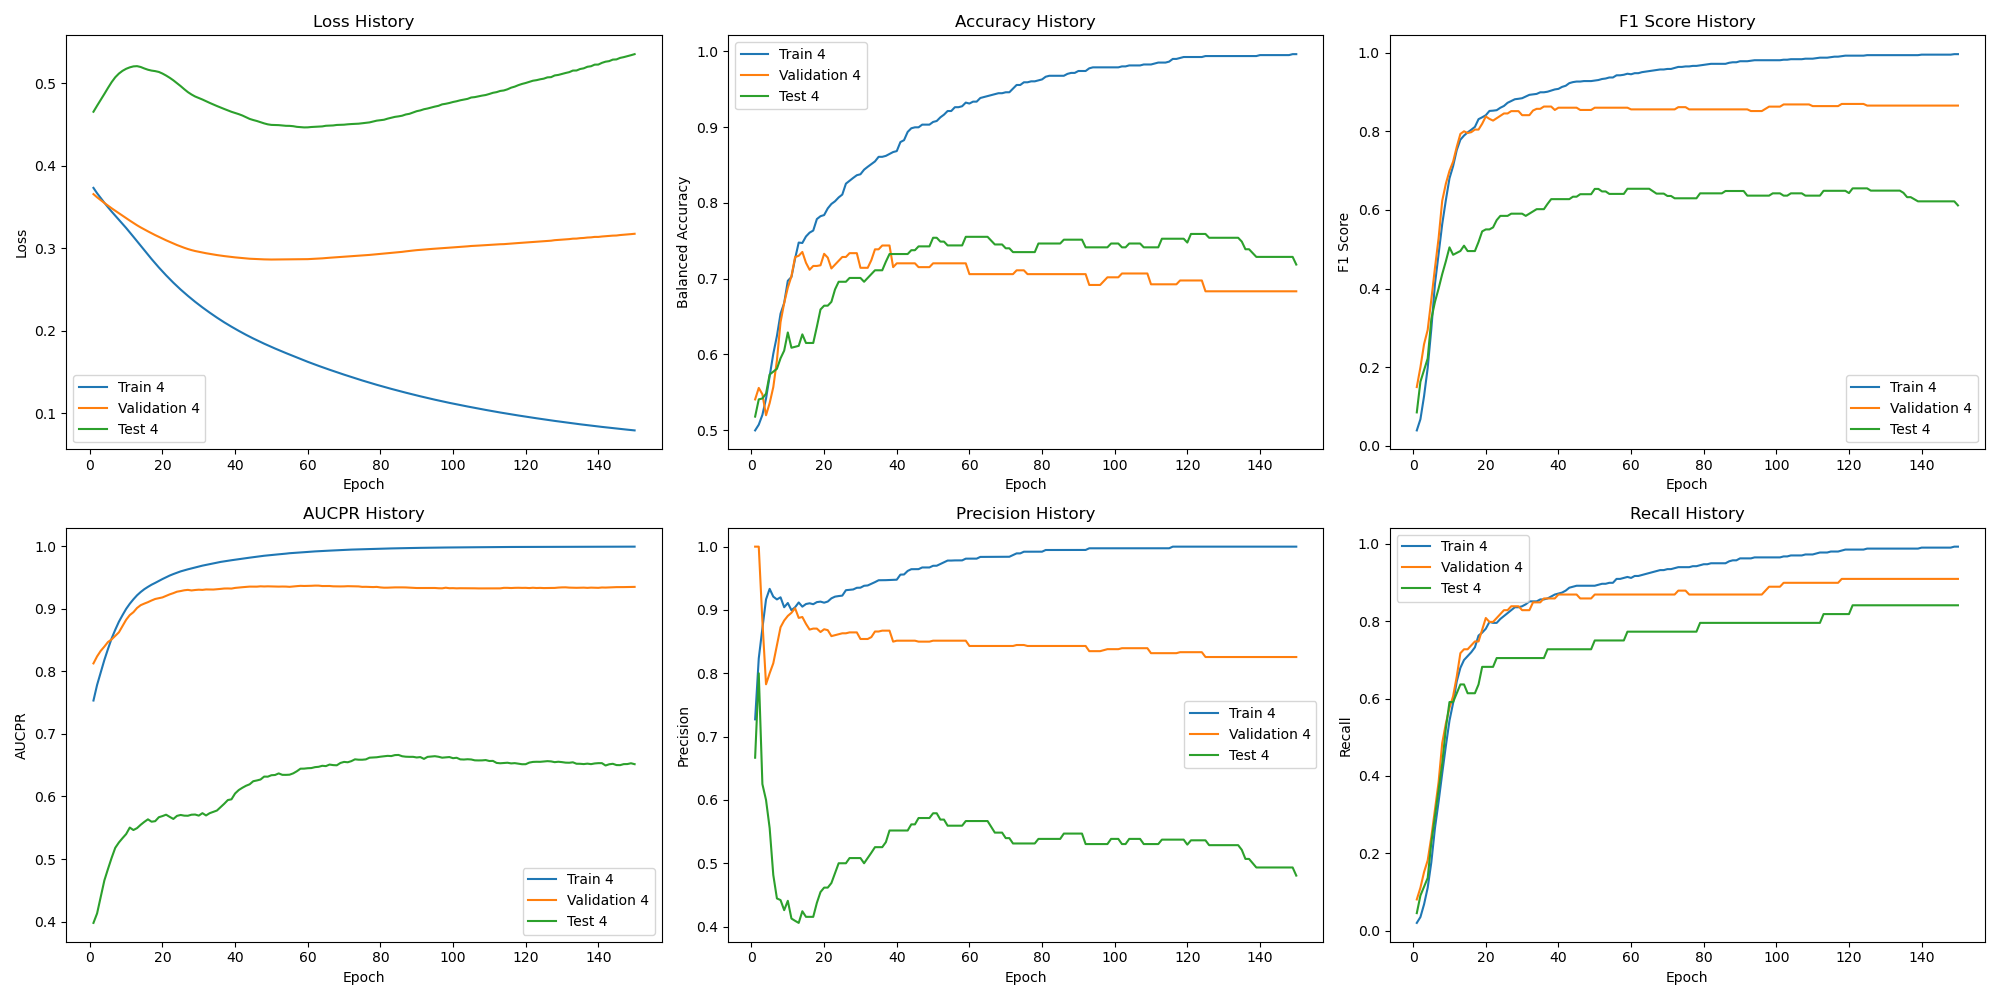 Loss History
Loss
0.5
0.4
0.3
0.2
0.1
Train 4
Validation 4
Test 4
0 20 40 60 80 100 120 140
Epoch
Accuracy History
Balanced Accuracy
1.0
0.9
0.8
0.7
0.6
0.5
Train 4
Validation 4
Test 4
0 20 40 60 80 100 120 140
Epoch
F1 Score History
F1 Score
1.0
0.8
0.6
0.4
0.2
0.0
Train 4
Validation 4
Test 4
0 20 40 60 80 100 120 140
Epoch
AUCPR History
AUCPR
1.0
0.9
0.8
0.7
0.6
0.5
0.4
Train 4
Validation 4
Test 4
0 20 40 60 80 100 120 140
Epoch
Precision History
Precision
1.0
0.9
0.8
0.7
0.6
0.5
0.4
Train 4
Validation 4
Test 4
0 20 40 60 80 100 120 140
Epoch
Recall History
Recall
1.0
0.8
0.6
0.4
0.2
0.0
Train 4
Validation 4
Test 4
0 20 40 60 80 100 120 140
Epoch